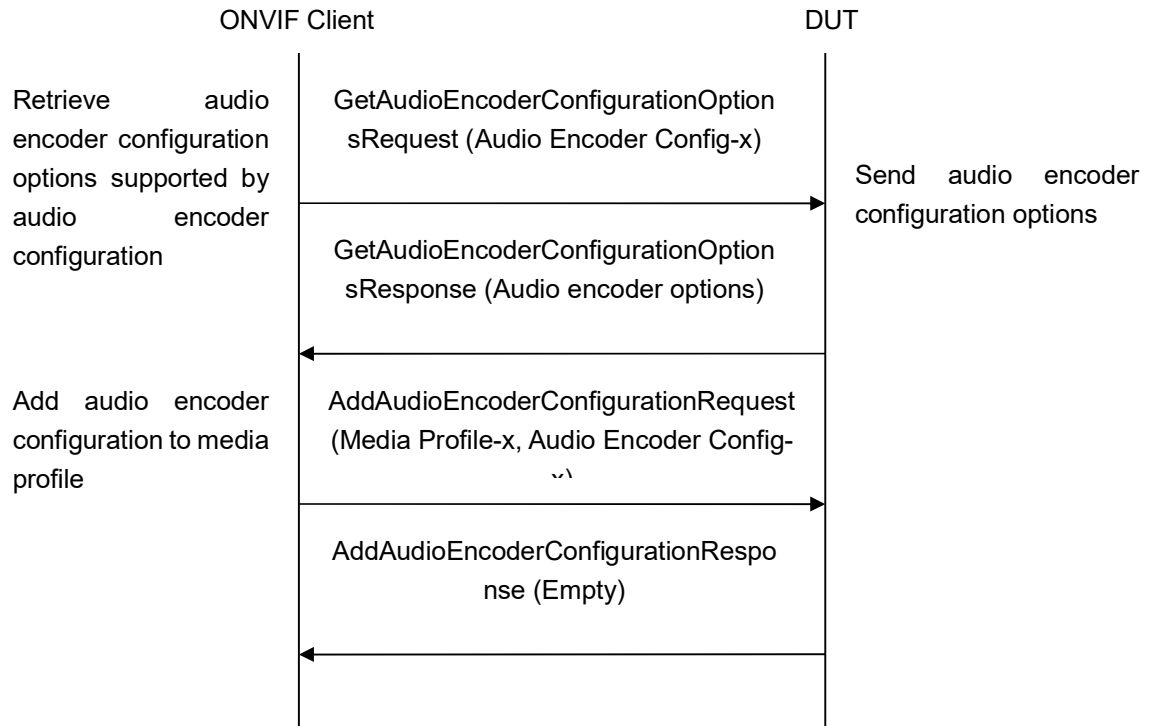 ONVIF Client
DUT
Retrieve audio
encoder configuration
options supported by
audio encoder
configuration
GetAudioEncoderConfigurationOption
sRequest (Audio Encoder Config-x)
Send audio encoder
configuration options
GetAudioEncoderConfigurationOption
sResponse (Audio encoder options)
Add audio encoder
configuration to media
profile
AddAudioEncoderConfigurationRequest
(Media Profile-x, Audio Encoder Config-
x)
AddAudioEncoderConfigurationRespo
nse (Empty)